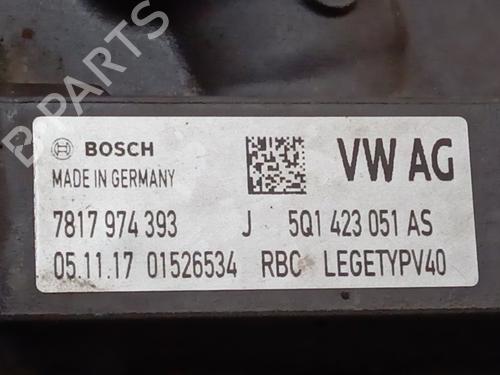 B PARTS
BOSCH
VW AG
MADE IN GERMANY
7817 974 393 J 5Q1 423 051 AS
05.11.17 01526534 RBC LEGETYPV40